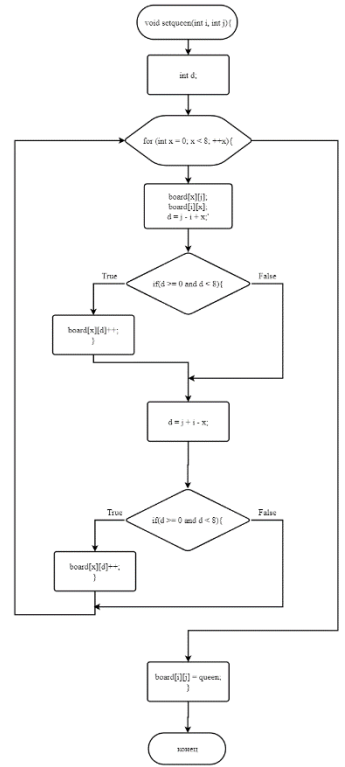 void setqueen(int i, int j){
int d;
for (int x = 0; x < 8; ++x){
board[x][j];
board[i][x];
d = j - i + x;'
True
False
if(d >= 0 and d < 8){
board[x][d]++;
}
d = j + i - x;
True
False
if(d >= 0 and d < 8){
board[x][d]++;
}
board[i][j] = queen;
}
конец